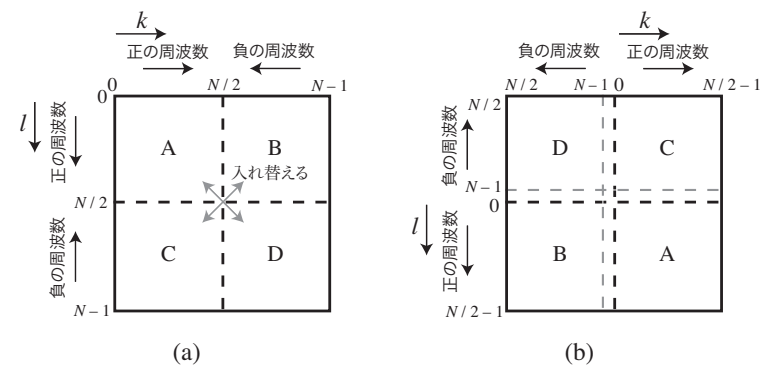 k
正の周波数 負の周波数
0 N/2 N−1
0
l
正の周波数
A B
入れ替える
N/2
負の周波数
C D
N−1
(a)
k
負の周波数 正の周波数
N/2 N−1 0 N/2−1
N/2
負の周波数
D C
N−1
0
l
正の周波数
B A
N/2−1
(b)